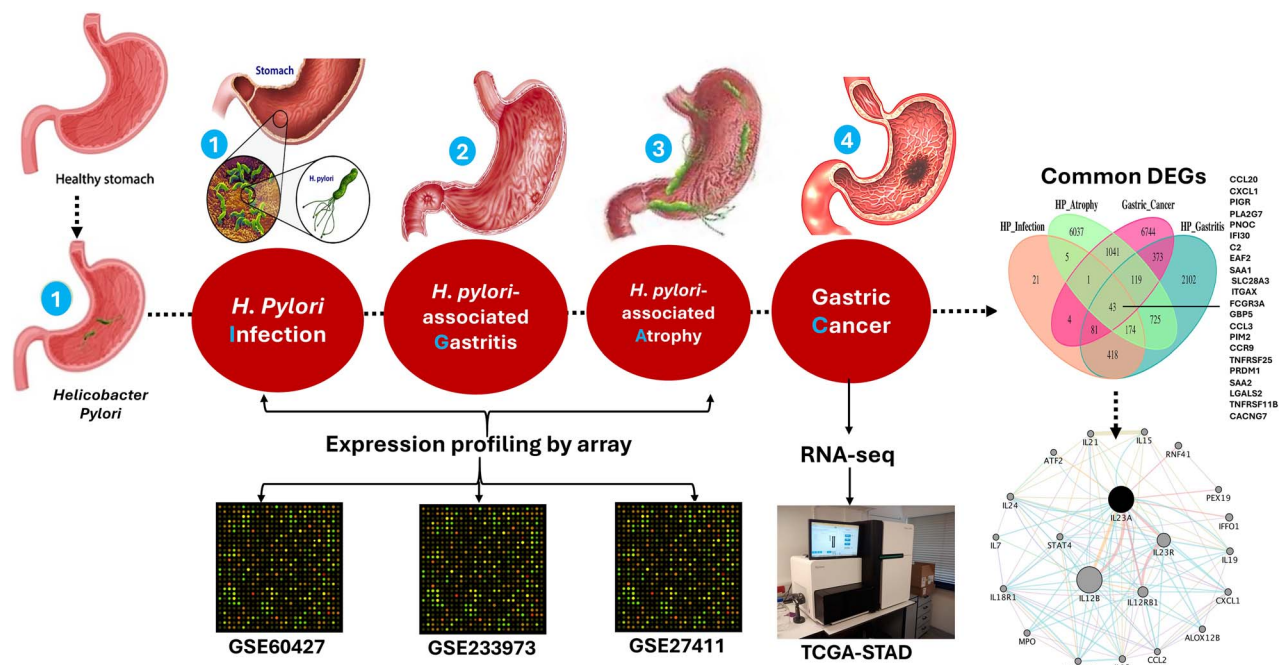 Healthy stomach
1
Helicobacter
Pylori
Stomach
1
H. pylori
2
3
4
H. Pylori
Infection
H. pylori-
associated
Gastritis
H. pylori-
associated
Atrophy
Gastric
Cancer
Expression profiling by array
RNA-seq
GSE60427
GSE233973
GSE27411
TCGA-STAD
Common DEGs
HP_Atrophy
Gastric_Cancer
HP_Infection
HP_Gastritis
6037
6744
5
1041
373
21
1
119
2102
43
4
81
174
725
418
CCL20
CXCL1
PIGR
PLA2G7
PNOC
IFI30
C2
EAF2
SAA1
SLC28A3
ITGAX
FCGR3A
GBP5
CCL3
PIM2
CCR9
TNFRSF25
PRDM1
SAA2
LGALS2
TNFRSF11B
CACNG7
IL21
IL15
ATF2
RNF41
IL24
IL23A
PEX19
IFFO1
IL7
STAT4
IL23R
IL19
IL18R1
IL12B
IL12RB1
CXCL1
MPO
ALOX12B
CCL2